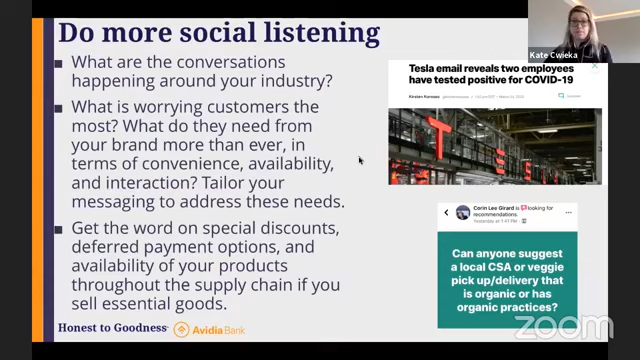 Do more social listening
What are the conversations
happening around your industry?
What is worrying customers the
most? What do they need from
your brand more than ever, in
terms of convenience, availability,
and interaction? Tailor your
messaging to address these needs.
Get the word on special discounts,
deferred payment options, and
availability of your products
throughout the supply chain if you
sell essential goods.
Honest to Goodness
Avidia Bank
Kate Cwieka
Tesla email reveals two employees
have tested positive for COVID-19
Kirsten Korosec
TES
Corin Lee Girard is looking for
recommendations.
Yesterday at 1:41 PM
Can anyone suggest
a local CSA or veggie
pick up/delivery that
is organic or has
organic practices?
zoom